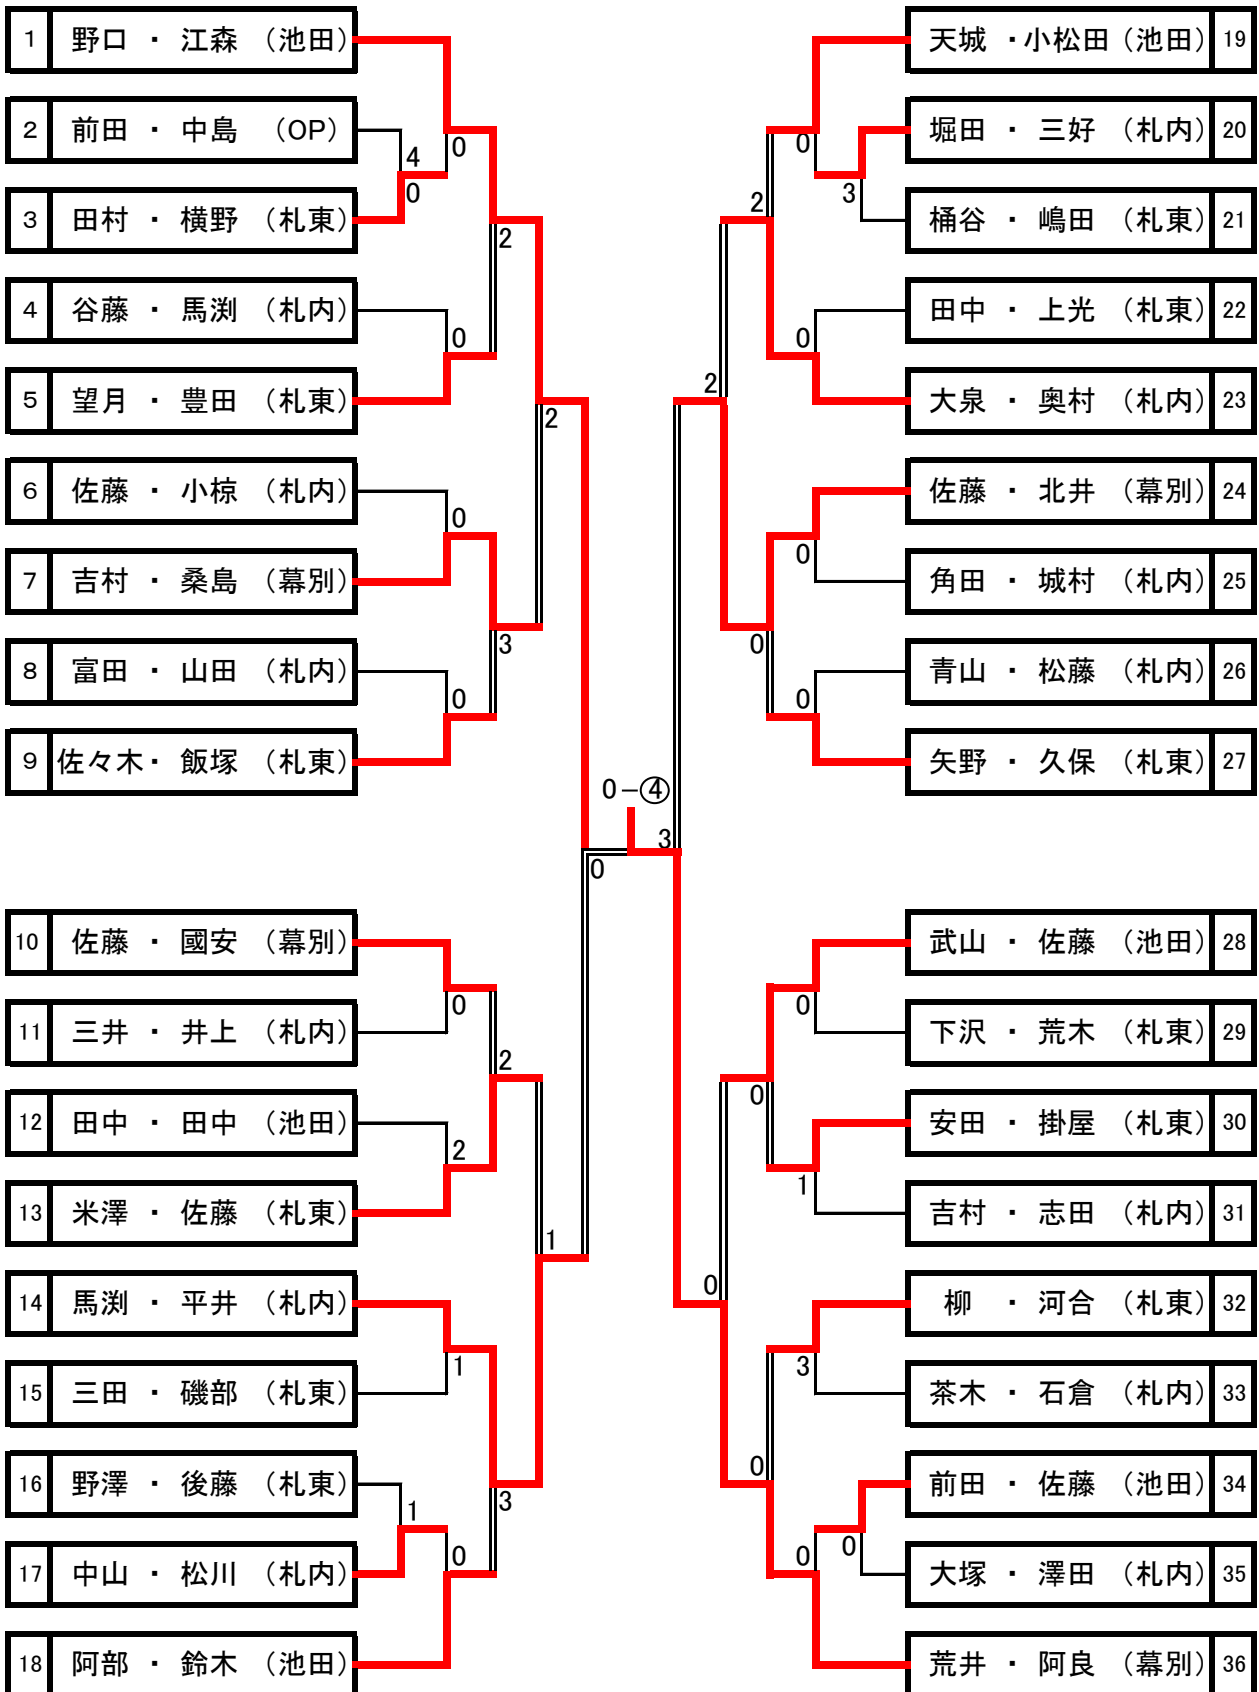 1 野口 ・ 江森 （池田）
2 前田 ・ 中島 （OP）
4
0
0
3 田村 ・ 横野 （札東）
2
4 谷藤 ・ 馬渕 （札内）
0
5 望月 ・ 豊田 （札東）
2
6 佐藤 ・ 小椋 （札内）
0
7 吉村 ・ 桑島 （幕別）
3
8 富田 ・ 山田 （札内）
0
9 佐々木・ 飯塚 （札東）
10 佐藤 ・ 國安 （幕別）
0
11 三井 ・ 井上 （札内）
2
12 田中 ・ 田中 （池田）
2
13 米澤 ・ 佐藤 （札東）
1
14 馬渕 ・ 平井 （札内）
1
15 三田 ・ 磯部 （札東）
16 野澤 ・ 後藤 （札東）
1
3
0
17 中山 ・ 松川 （札内）
18 阿部 ・ 鈴木 （池田）
0－④
0
3
天城 ・小松田（池田） 19
堀田 ・ 三好 （札内） 20
0
3
2
桶谷 ・ 嶋田 （札東） 21
田中 ・ 上光 （札東） 22
0
2
大泉 ・ 奥村 （札内） 23
佐藤 ・ 北井 （幕別） 24
0
角田 ・ 城村 （札内） 25
0
青山 ・ 松藤 （札内） 26
0
矢野 ・ 久保 （札東） 27
武山 ・ 佐藤 （池田） 28
0
下沢 ・ 荒木 （札東） 29
0
安田 ・ 掛屋 （札東） 30
1
吉村 ・ 志田 （札内） 31
0
柳 ・ 河合 （札東） 32
3
茶木 ・ 石倉 （札内） 33
0
前田 ・ 佐藤 （池田） 34
0
0
大塚 ・ 澤田 （札内） 35
荒井 ・ 阿良 （幕別） 36